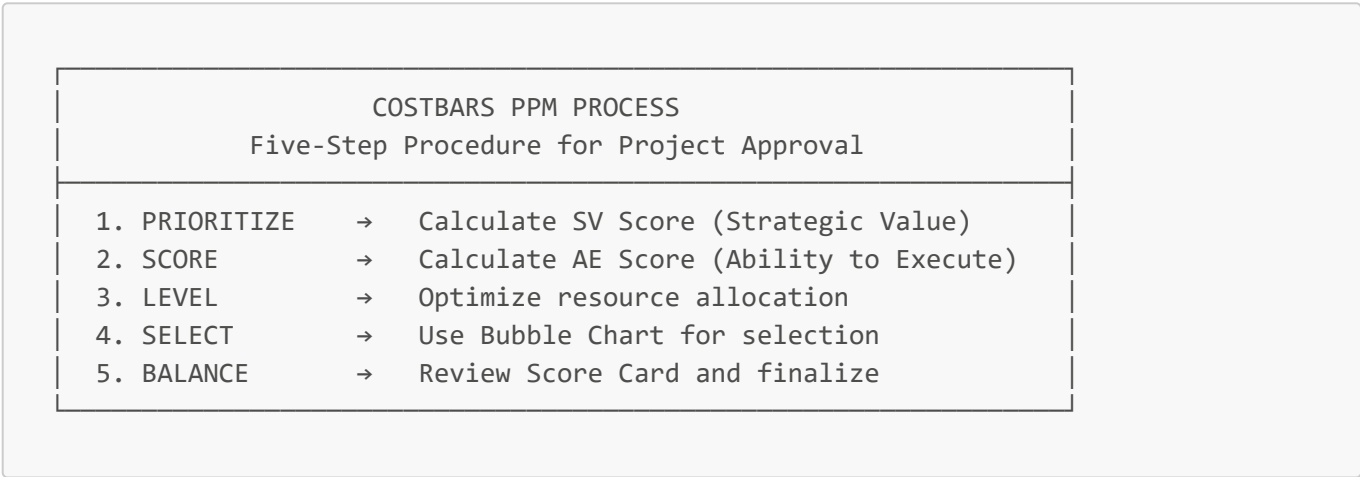 COSTBARS PPM PROCESS
Five-Step Procedure for Project Approval
1. PRIORITIZE → Calculate SV Score (Strategic Value)
2. SCORE → Calculate AE Score (Ability to Execute)
3. LEVEL → Optimize resource allocation
4. SELECT → Use Bubble Chart for selection
5. BALANCE → Review Score Card and finalize